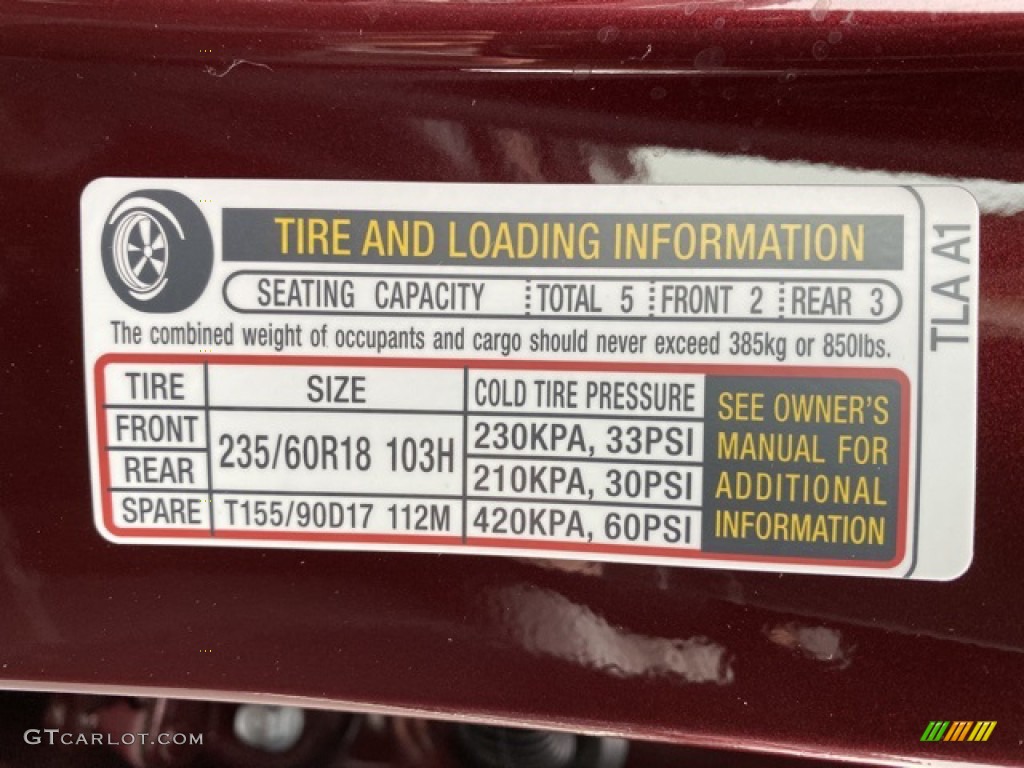 TIRE AND LOADING INFORMATION
SEATING CAPACITY TOTAL 5 FRONT 2 REAR 3
The combined weight of occupants and cargo should never exceed 385kg or 850lbs.
TIRE SIZE COLD TIRE PRESSURE
FRONT 235/60R18 103H 230KPA, 33PSI
REAR 210KPA, 30PSI
SPARE T155/90D17 112M 420KPA, 60PSI
SEE OWNER'S
MANUAL FOR
ADDITIONAL
INFORMATION
TLA A1
GTCARLOT.COM